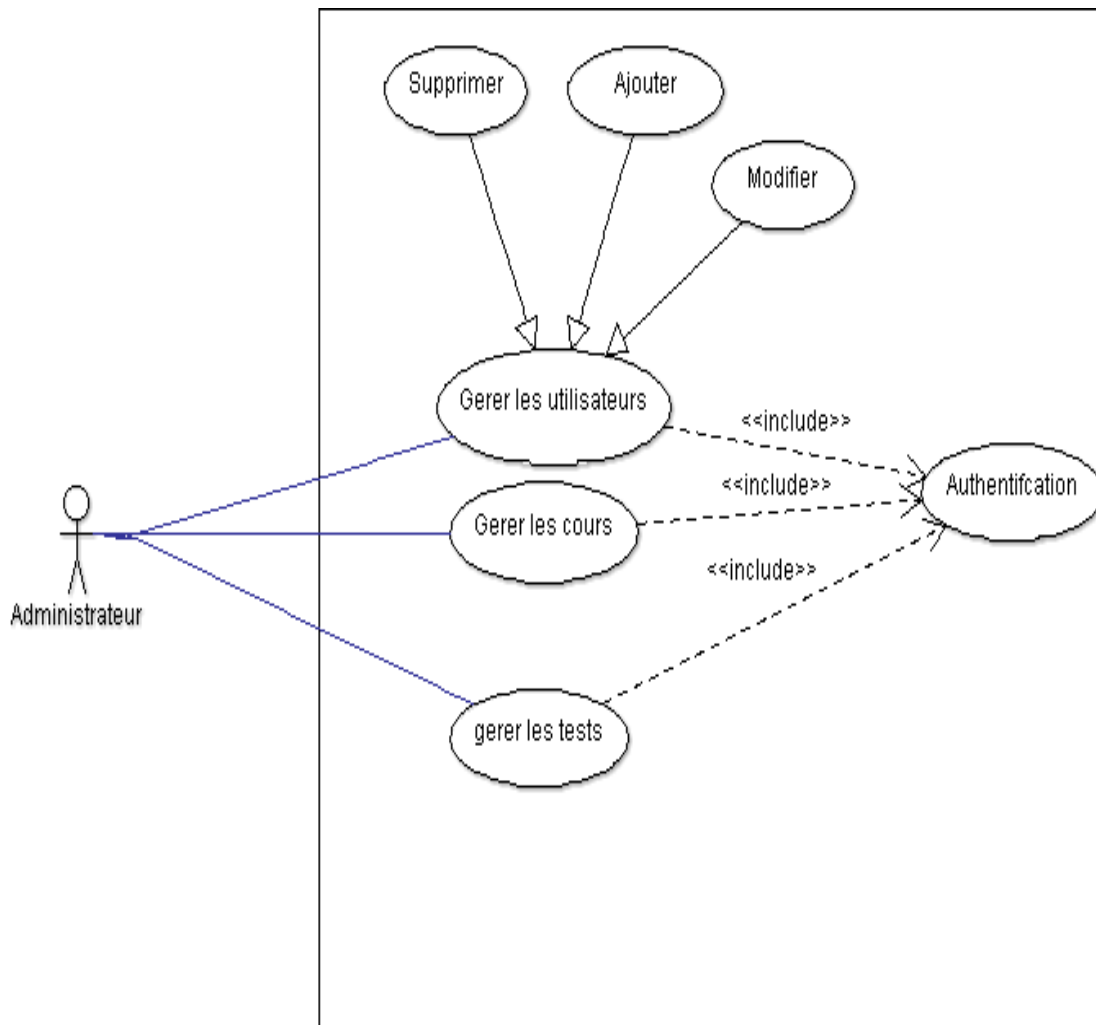 Supprimer
Ajouter
Modifier
Gerer les utilisateurs
<<include>>
<<include>>
Authentifcation
Gerer les cours
<<include>>
Administrateur
gerer les tests